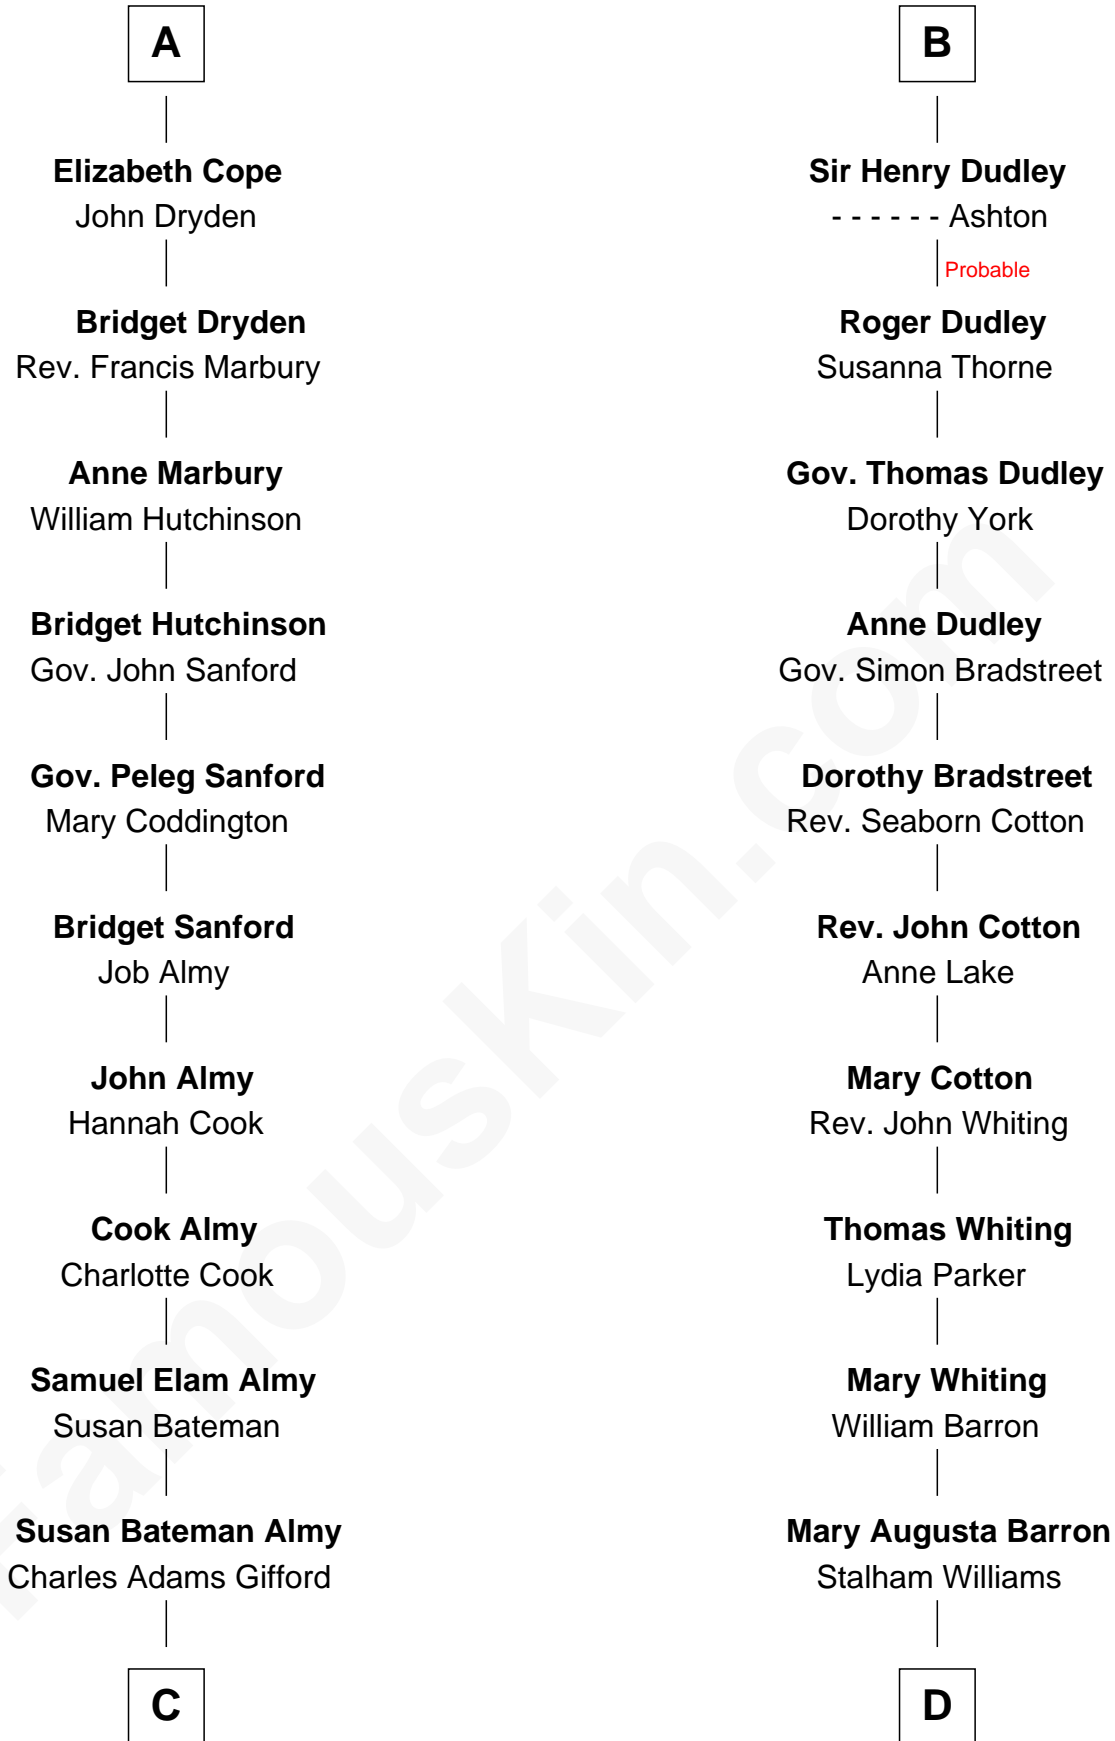 A
Elizabeth Cope
John Dryden
Bridget Dryden
Rev. Francis Marbury
Anne Marbury
William Hutchinson
Bridget Hutchinson
Gov. John Sanford
Gov. Peleg Sanford
Mary Coddington
Bridget Sanford
Job Almy
John Almy
Hannah Cook
Cook Almy
Charlotte Cook
Samuel Elam Almy
Susan Bateman
Susan Bateman Almy
Charles Adams Gifford
C
B
Sir Henry Dudley
- - - - - - Ashton
Probable
Roger Dudley
Susanna Thorne
Gov. Thomas Dudley
Dorothy York
Anne Dudley
Gov. Simon Bradstreet
Dorothy Bradstreet
Rev. Seaborn Cotton
Rev. John Cotton
Anne Lake
Mary Cotton
Rev. John Whiting
Thomas Whiting
Lydia Parker
Mary Whiting
William Barron
Mary Augusta Barron
Stalham Williams
D
FamousKin.com